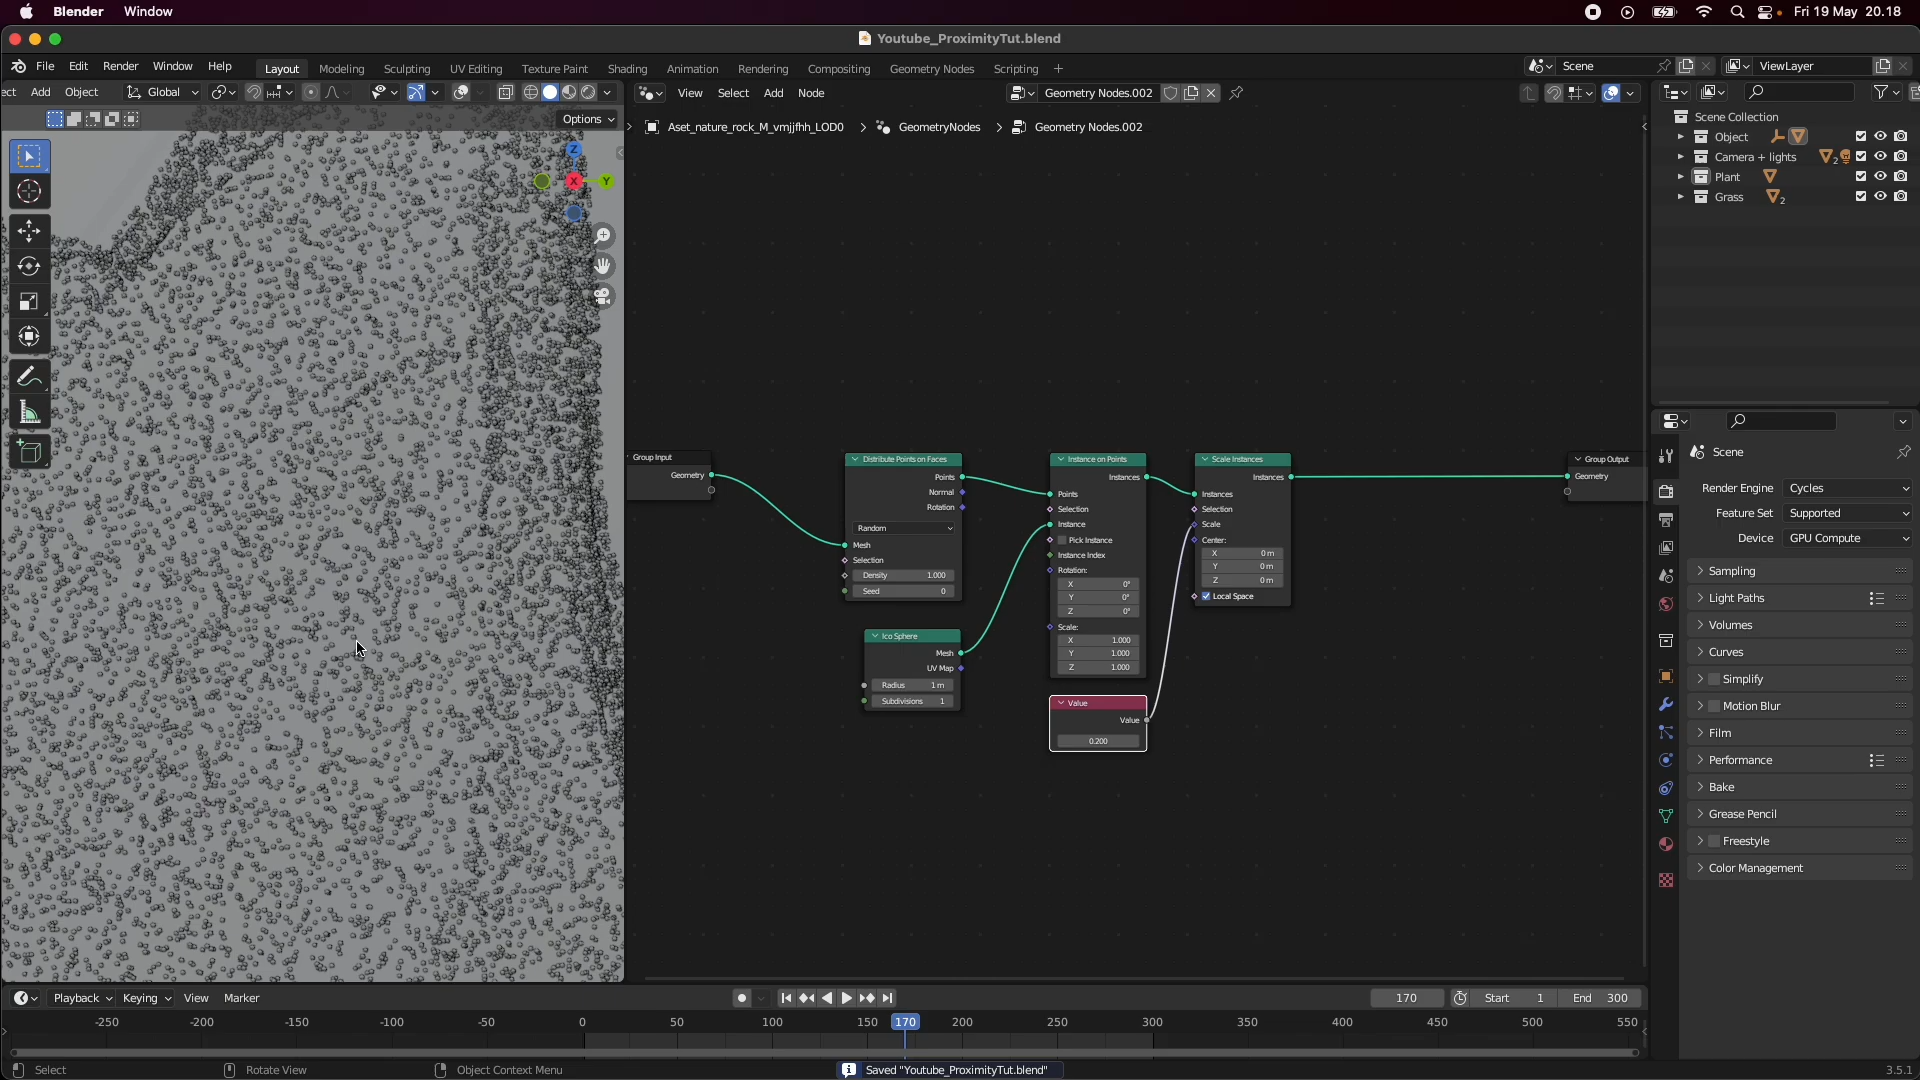 Blender Window Fri 19 May 20.18
Youtube_ProximityTut.blend
File Edit Render Window Help Layout Modeling Sculpting UV Editing Texture Paint Shading Animation Rendering Compositing Geometry Nodes Scripting + Scene ViewLayer
ect Add Object Global View Select Add Node Geometry Nodes.002
Options
Aset_nature_rock_M_vmjjfhh_LOD0 > GeometryNodes > Geometry Nodes.002
Scene Collection
Object
Camera + lights 2
Plant
Grass 2
Z
X
Y
Group Input
Geometry
Distribute Points on Faces
Points
Normal
Rotation
Random
Mesh
Selection
Density 1.000
Seed 0
Ico Sphere
Mesh
UV Map
Radius 1 m
Subdivisions 1
Instance on Points
Instances
Points
Selection
Instance
Pick Instance
Instance Index
Rotation:
X 0°
Y 0°
Z 0°
Scale:
X 1.000
Y 1.000
Z 1.000
Value
Value
0.200
Scale Instances
Instances
Instances
Selection
Scale
Center:
X 0 m
Y 0 m
Z 0 m
Local Space
Group Output
Geometry
Scene
Render Engine Cycles
Feature Set Supported
Device GPU Compute
Sampling
Light Paths
Volumes
Curves
Simplify
Motion Blur
Film
Performance
Bake
Grease Pencil
Freestyle
Color Management
Playback Keying View Marker 170 Start 1 End 300
-250 -200 -150 -100 -50 0 50 100 150 170 200 250 300 350 400 450 500 550
Select Rotate View Object Context Menu Saved "Youtube_ProximityTut.blend" 3.5.1